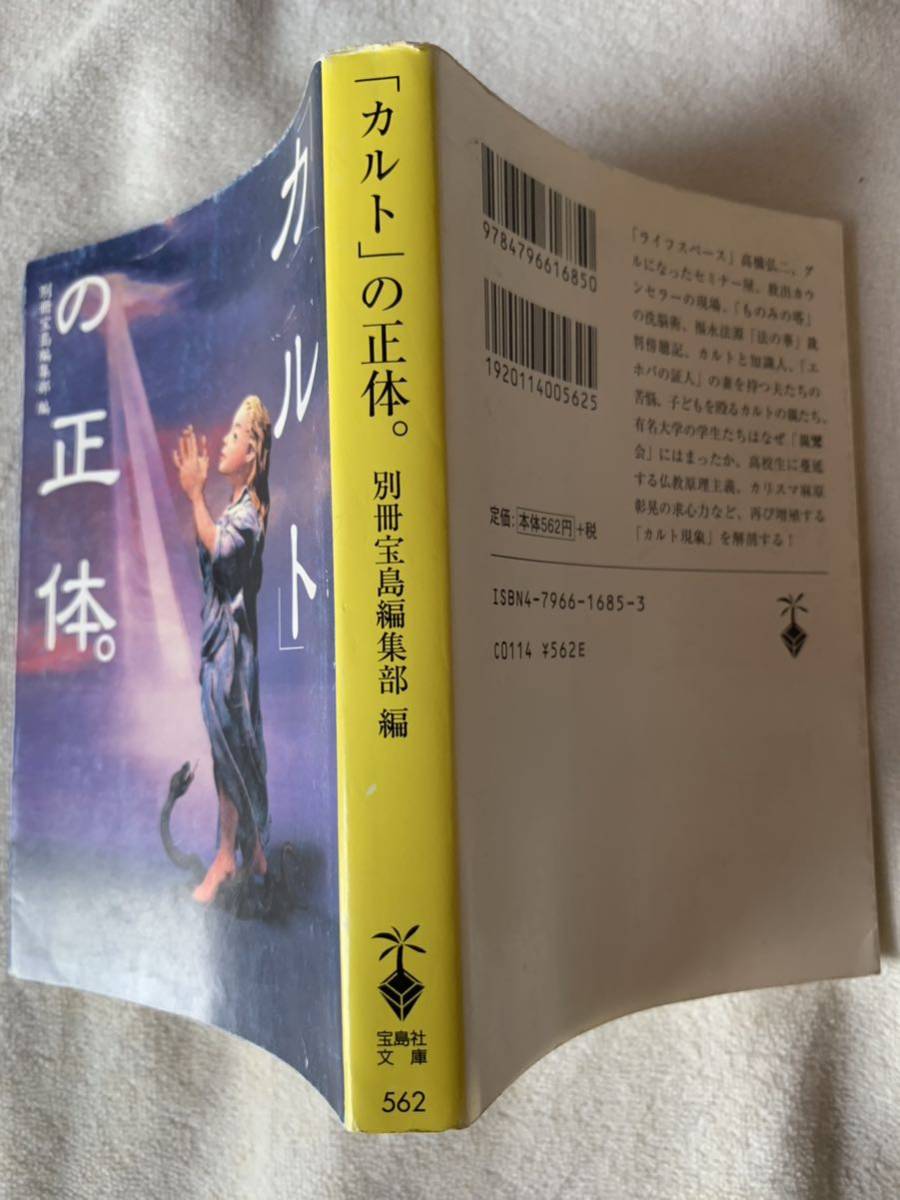 「カルト」
の正体。
別冊宝島編集部 編
「カルト」の正体。
別冊宝島編集部 編
宝島社
文庫
562
9784796616850
1920114005625
「ライフスペース」高橋弘二、グ
ルになったセミナー屋、救出カウ
ンセラーの現場、「ものみの塔」
の洗脳術、福永法源「法の華」裁
判傍聴記、カルトと知識人、「エ
ホバの証人」の妻を持つ夫たちの
苦悩、子どもを殴るカルトの親たち、
有名大学の学生たちはなぜ「親鸞
会」にはまったか、高校生に蔓延
する仏教原理主義、カリスマ麻原
彰晃の求心力など、再び増殖する
「カルト現象」を解剖する！
定価:本体562円+税
ISBN4-7966-1685-3
C0114 ¥562E